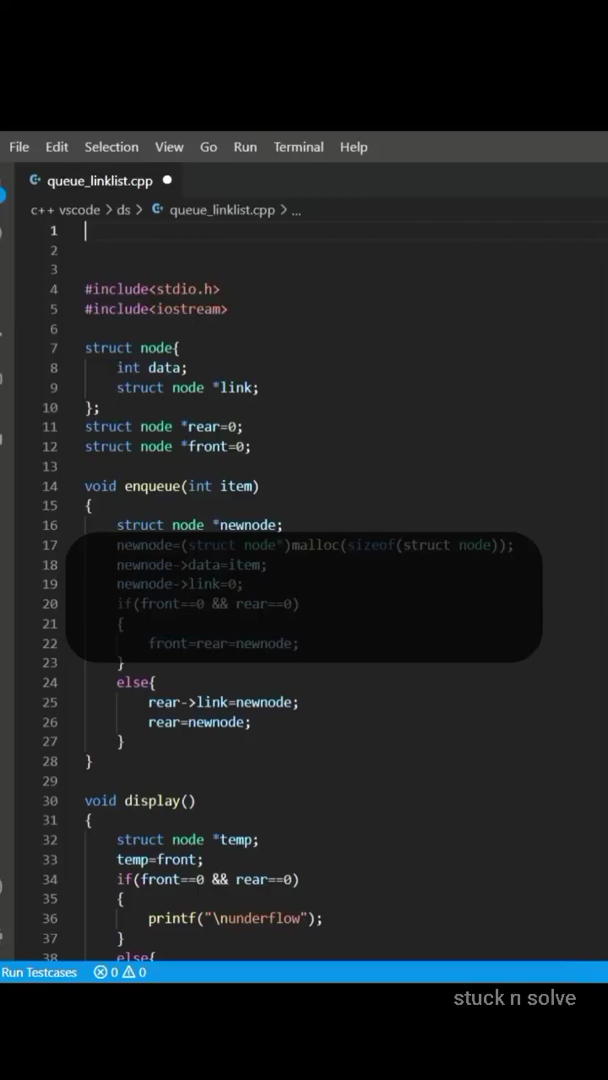 File Edit Selection View Go Run Terminal Help
queue_linklist.cpp
c++ vscode > ds > queue_linklist.cpp > ...
1
2
3
4 #include<stdio.h>
5 #include<iostream>
6
7 struct node{
8 int data;
9 struct node *link;
10 };
11 struct node *rear=0;
12 struct node *front=0;
13
14 void enqueue(int item)
15 {
16 struct node *newnode;
17 newnode=(struct node*)malloc(sizeof(struct node));
18 newnode->data=item;
19 newnode->link=0;
20 if(front==0 && rear==0)
21 {
22 front=rear=newnode;
23 }
24 else{
25 rear->link=newnode;
26 rear=newnode;
27 }
28 }
29
30 void display()
31 {
32 struct node *temp;
33 temp=front;
34 if(front==0 && rear==0)
35 {
36 printf("\nunderflow");
37 }
38 else{
Run Testcases 0 0
stuck n solve